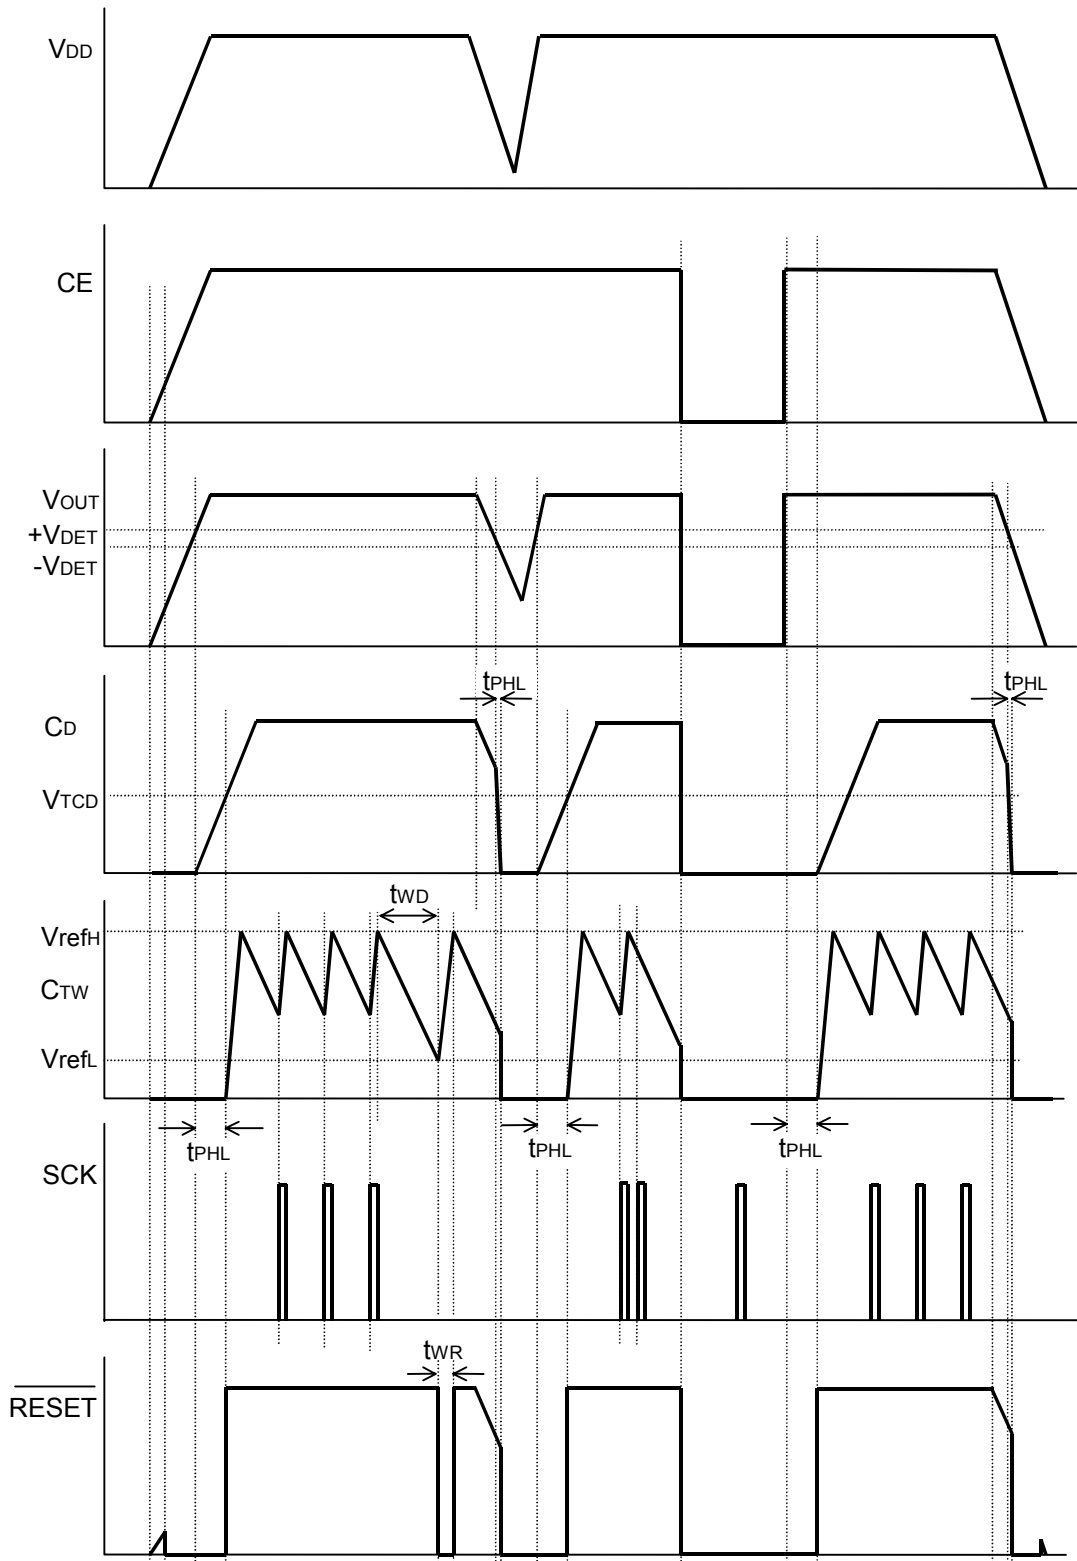 VDD
CE
VOUT
+VDET
-VDET
tPHL tPHL
CD
VTCD
tWD
VrefH
CTW
VrefL
tPHL tPHL tPHL
SCK
tWR
RESET